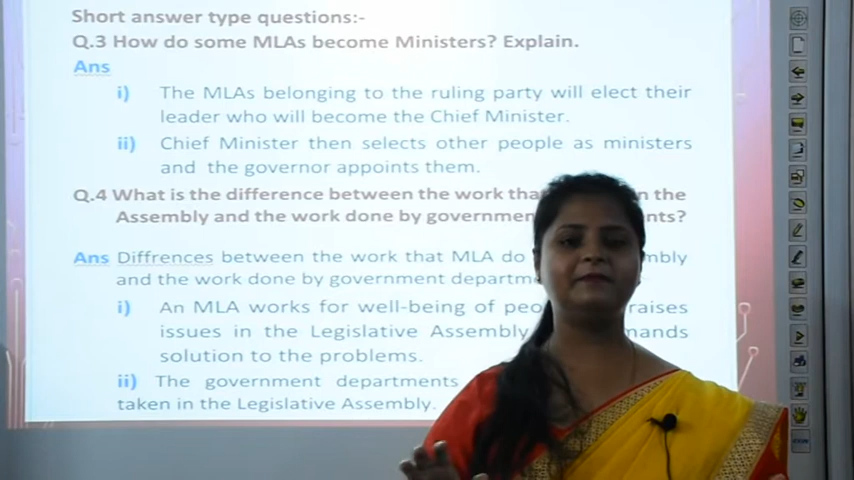 Short answer type questions:-
Q.3 How do some MLAs become Ministers? Explain.
Ans
i) The MLAs belonging to the ruling party will elect their
leader who will become the Chief Minister.
ii) Chief Minister then selects other people as ministers
and the governor appoints them.
Q.4 What is the difference between the work that the
Assembly and the work done by
Ans Diffrences between the work that MLA do
and the work done by government
i) An MLA works for well-being of raises
issues in the Legislative Assembly
solution to the problems.
ii) The government departments
taken in the Legislative Assembly.